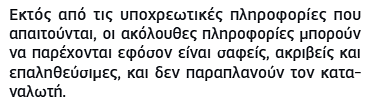 Εκτός από τις υποχρεωτικές πληροφορίες που
απαιτούνται, οι ακόλουθες πληροφορίες μπορούν
να παρέχονται εφόσον είναι σαφείς, ακριβείς και
επαληθεύσιμες, και δεν παραπλανούν τον κατα-
ναλωτή.